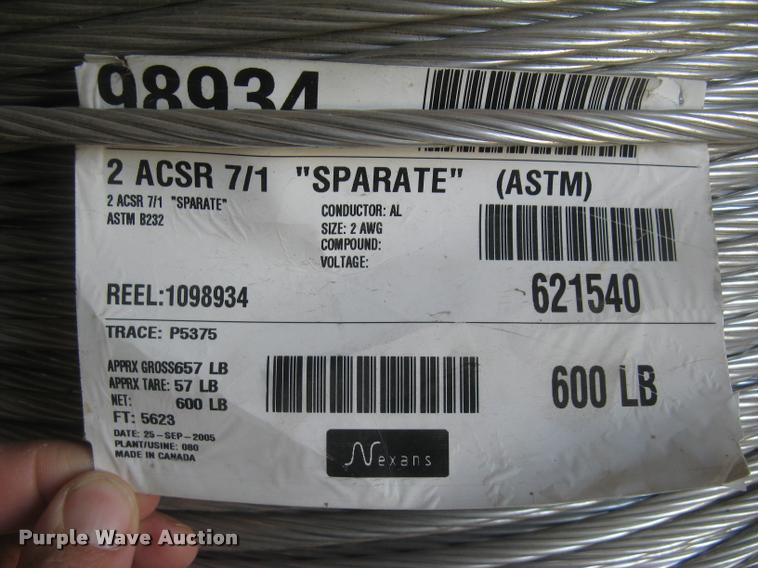 98934
2 ACSR 7/1 "SPARATE" (ASTM)
2 ACSR 7/1 "SPARATE"
ASTM B232
CONDUCTOR: AL
SIZE: 2 AWG
COMPOUND:
VOLTAGE:
621540
REEL:1098934
TRACE: P5375
APPRX GROSS657 LB
APPRX TARE: 57 LB
NET: 600 LB
FT: 5623
DATE: 25-SEP-2005
PLANT/USINE: 080
MADE IN CANADA
600 LB
Nexans
Purple Wave Auction